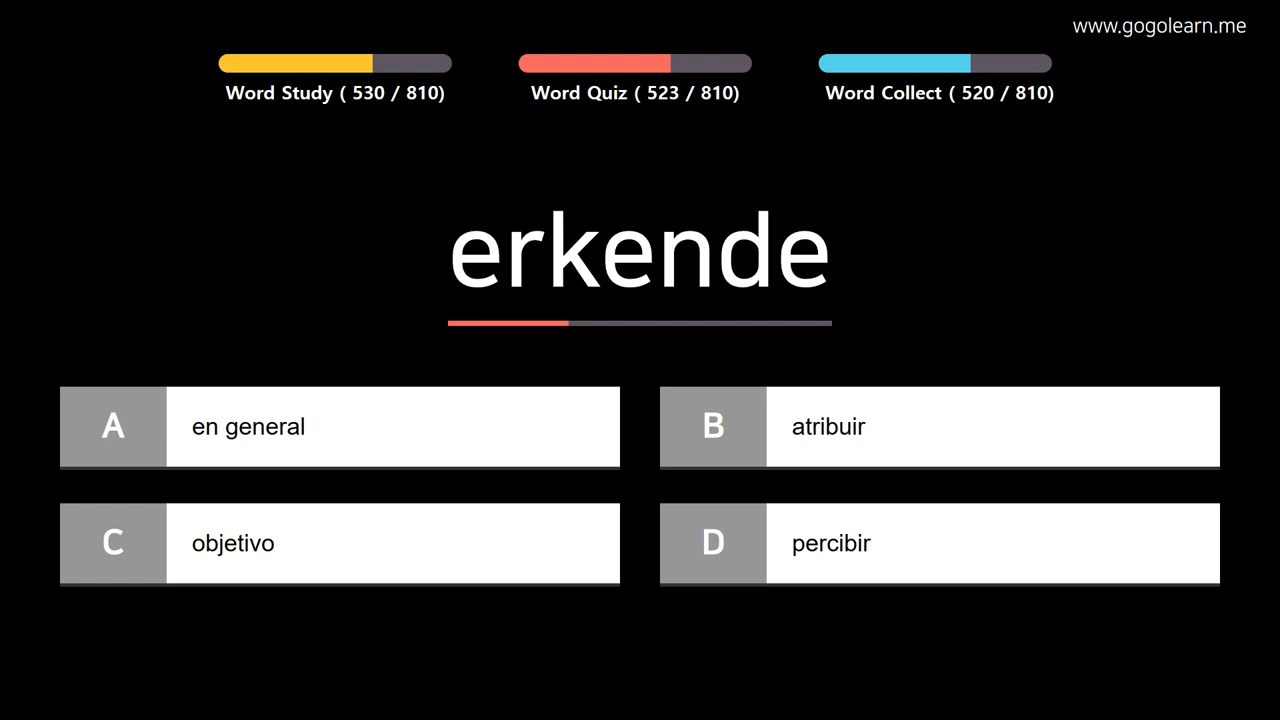 www.gogolearn.me
Word Study ( 530 / 810)
Word Quiz ( 523 / 810)
Word Collect ( 520 / 810)
erkende
A en general
B atribuir
C objetivo
D percibir